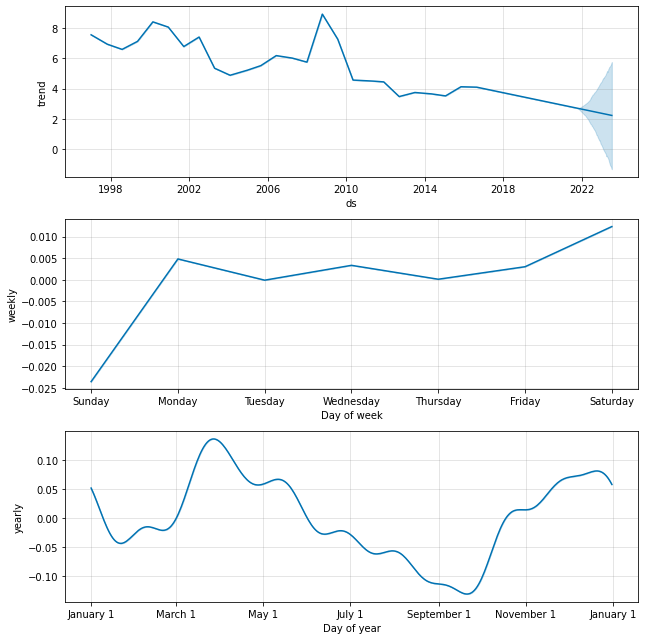 8
6
4
2
0
trend
1998 2002 2006 2010 2014 2018 2022
ds
0.010
0.005
0.000
−0.005
−0.010
−0.015
−0.020
−0.025
weekly
Sunday Monday Tuesday Wednesday Thursday Friday Saturday
Day of week
0.10
0.05
0.00
−0.05
−0.10
yearly
January 1 March 1 May 1 July 1 September 1 November 1 January 1
Day of year